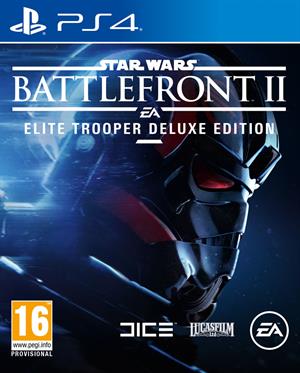 PS4
STAR WARS
BATTLEFRONT II
EA
ELITE TROOPER DELUXE EDITION
16
www.pegi.info
PROVISIONAL
DICE
LUCASFILM
EA